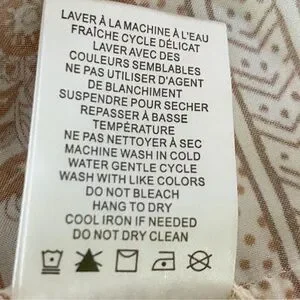 LAVER À LA MACHINE À L'EAU
FRAÎCHE CYCLE DÉLICAT
LAVER AVEC DES
COULEURS SEMBLABLES
NE PAS UTILISER D'AGENT
DE BLANCHIMENT
SUSPENDRE POUR SECHER
REPASSER À BASSE
TEMPÉRATURE
NE PAS NETTOYER À SEC
MACHINE WASH IN COLD
WATER GENTLE CYCLE
WASH WITH LIKE COLORS
DO NOT BLEACH
HANG TO DRY
COOL IRON IF NEEDED
DO NOT DRY CLEAN